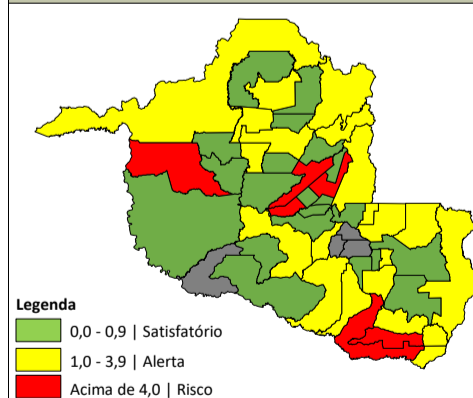 Legenda
0,0 - 0,9 | Satisfatório
1,0 - 3,9 | Alerta
Acima de 4,0 | Risco